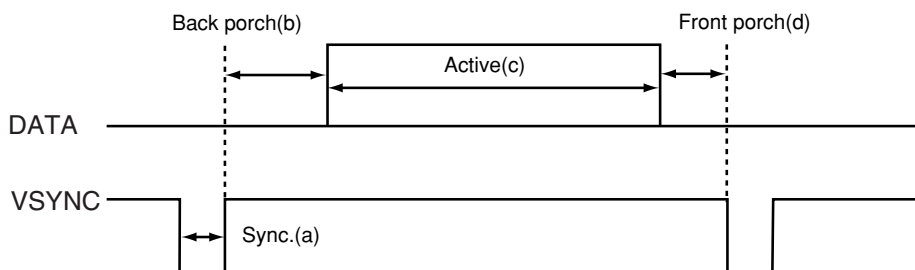 Back porch(b)
Front porch(d)
Active(c)
DATA
VSYNC
Sync.(a)